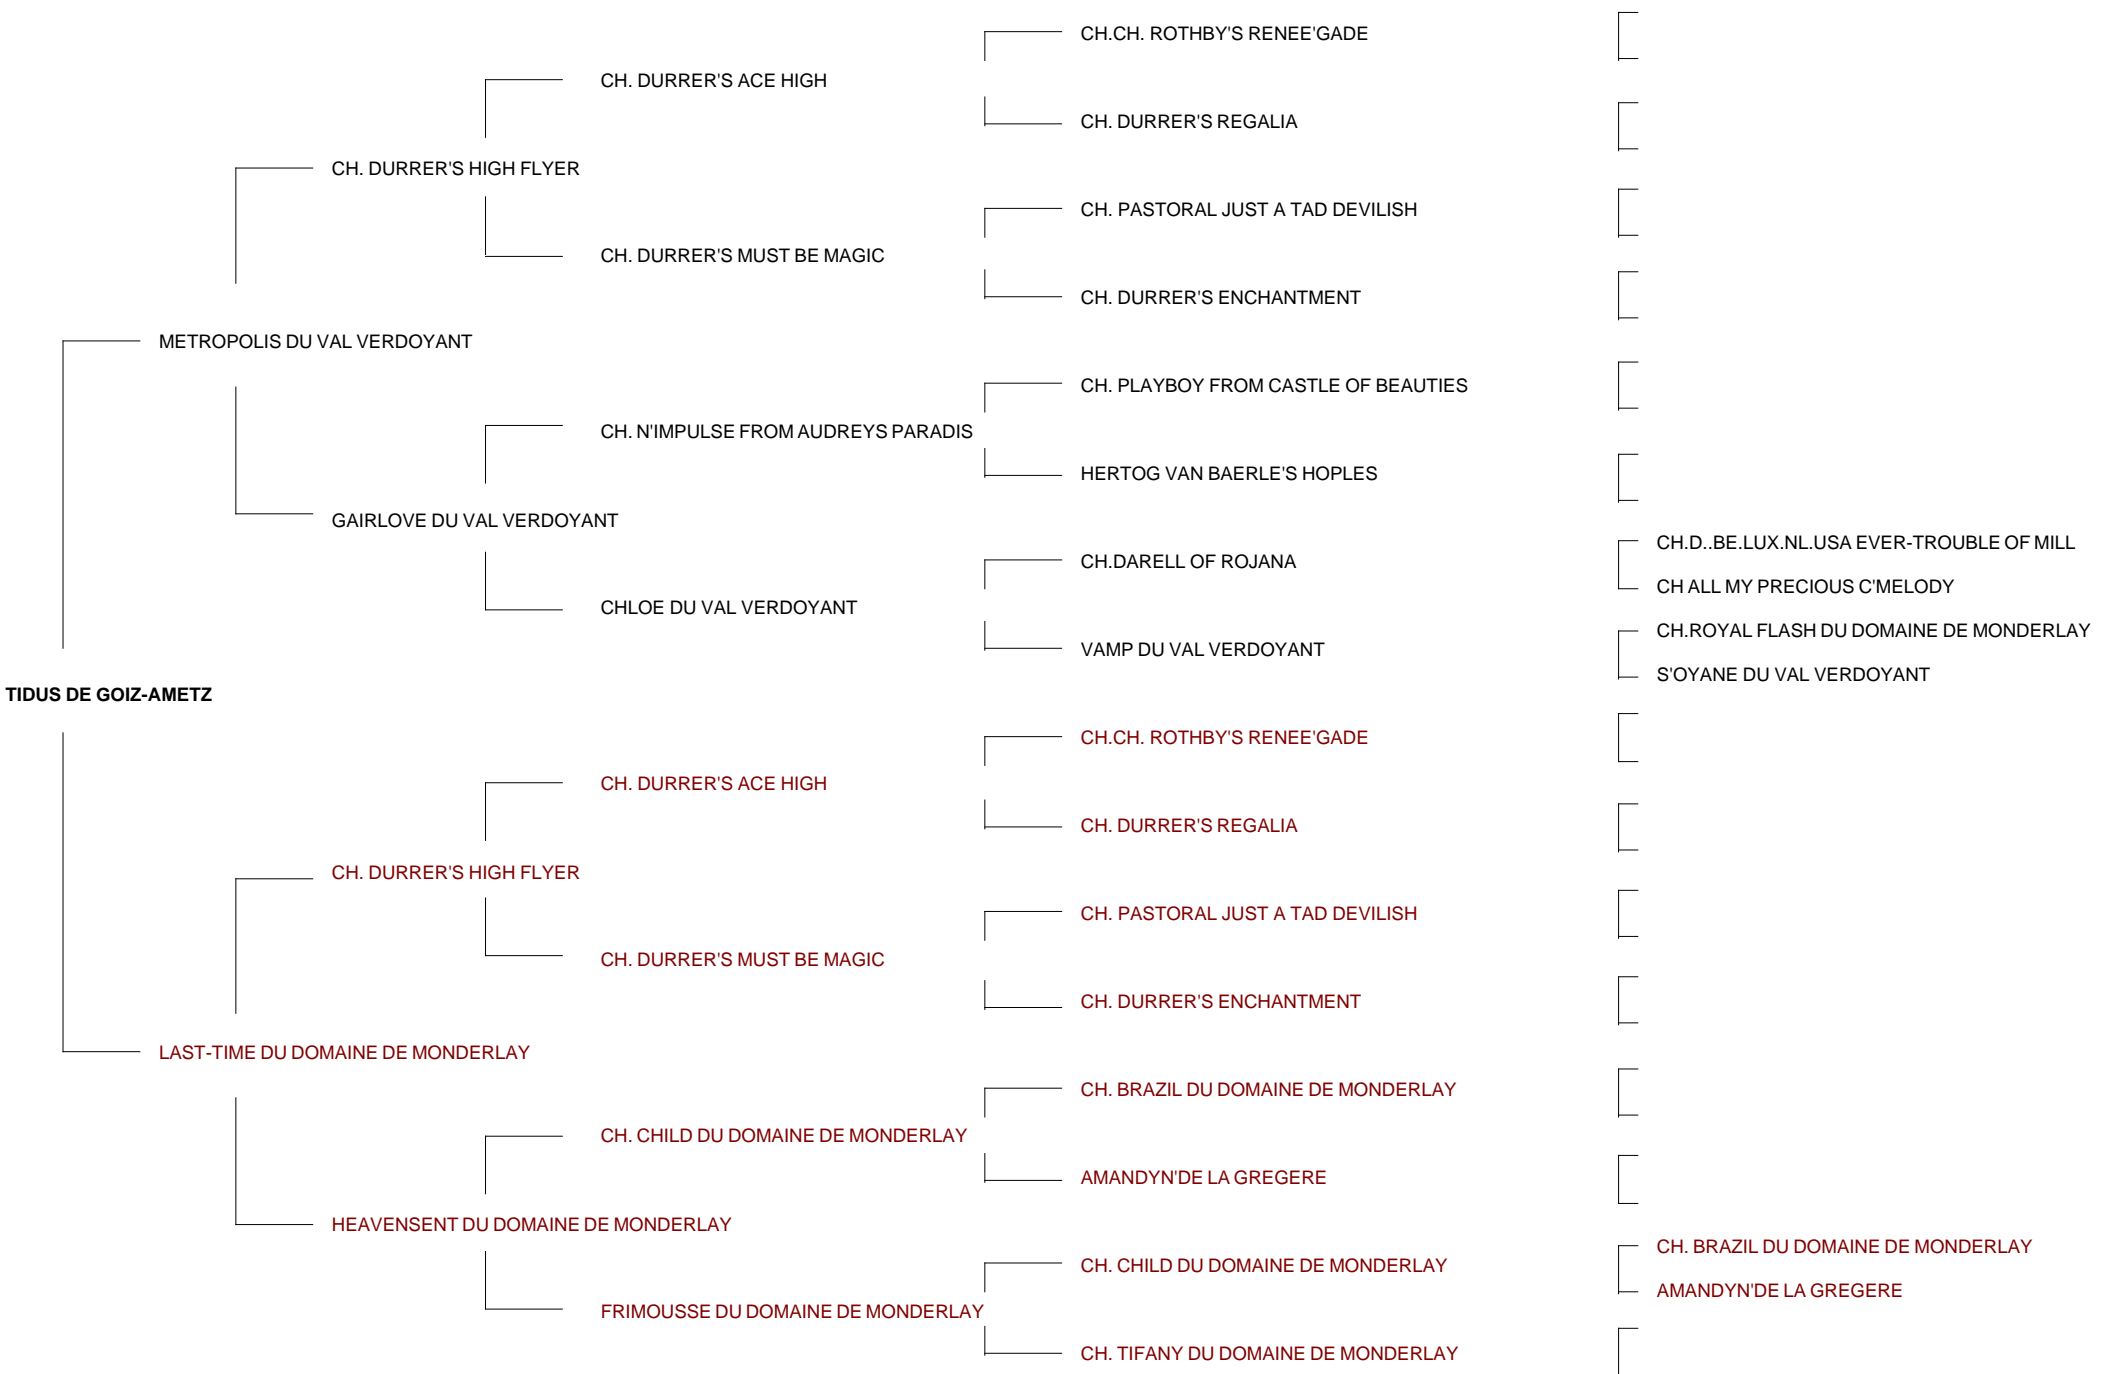 CH.CH. ROTHBY'S RENEE'GADE
CH. DURRER'S ACE HIGH
CH. DURRER'S REGALIA
CH. DURRER'S HIGH FLYER
CH. PASTORAL JUST A TAD DEVILISH
CH. DURRER'S MUST BE MAGIC
CH. DURRER'S ENCHANTMENT
METROPOLIS DU VAL VERDOYANT
CH. PLAYBOY FROM CASTLE OF BEAUTIES
CH. N'IMPULSE FROM AUDREYS PARADIS
HERTOG VAN BAERLE'S HOPLES
GAIRLOVE DU VAL VERDOYANT
CH.D..BE.LUX.NL.USA EVER-TROUBLE OF MILL
CH.DARELL OF ROJANA
CH ALL MY PRECIOUS C'MELODY
CHLOE DU VAL VERDOYANT
CH.ROYAL FLASH DU DOMAINE DE MONDERLAY
VAMP DU VAL VERDOYANT
S'OYANE DU VAL VERDOYANT
TIDUS DE GOIZ-AMETZ
CH.CH. ROTHBY'S RENEE'GADE
CH. DURRER'S ACE HIGH
CH. DURRER'S REGALIA
CH. DURRER'S HIGH FLYER
CH. PASTORAL JUST A TAD DEVILISH
CH. DURRER'S MUST BE MAGIC
CH. DURRER'S ENCHANTMENT
LAST-TIME DU DOMAINE DE MONDERLAY
CH. BRAZIL DU DOMAINE DE MONDERLAY
CH. CHILD DU DOMAINE DE MONDERLAY
AMANDYN'DE LA GREGERE
HEAVENSENT DU DOMAINE DE MONDERLAY
CH. BRAZIL DU DOMAINE DE MONDERLAY
CH. CHILD DU DOMAINE DE MONDERLAY
AMANDYN'DE LA GREGERE
FRIMOUSSE DU DOMAINE DE MONDERLAY
CH. TIFANY DU DOMAINE DE MONDERLAY